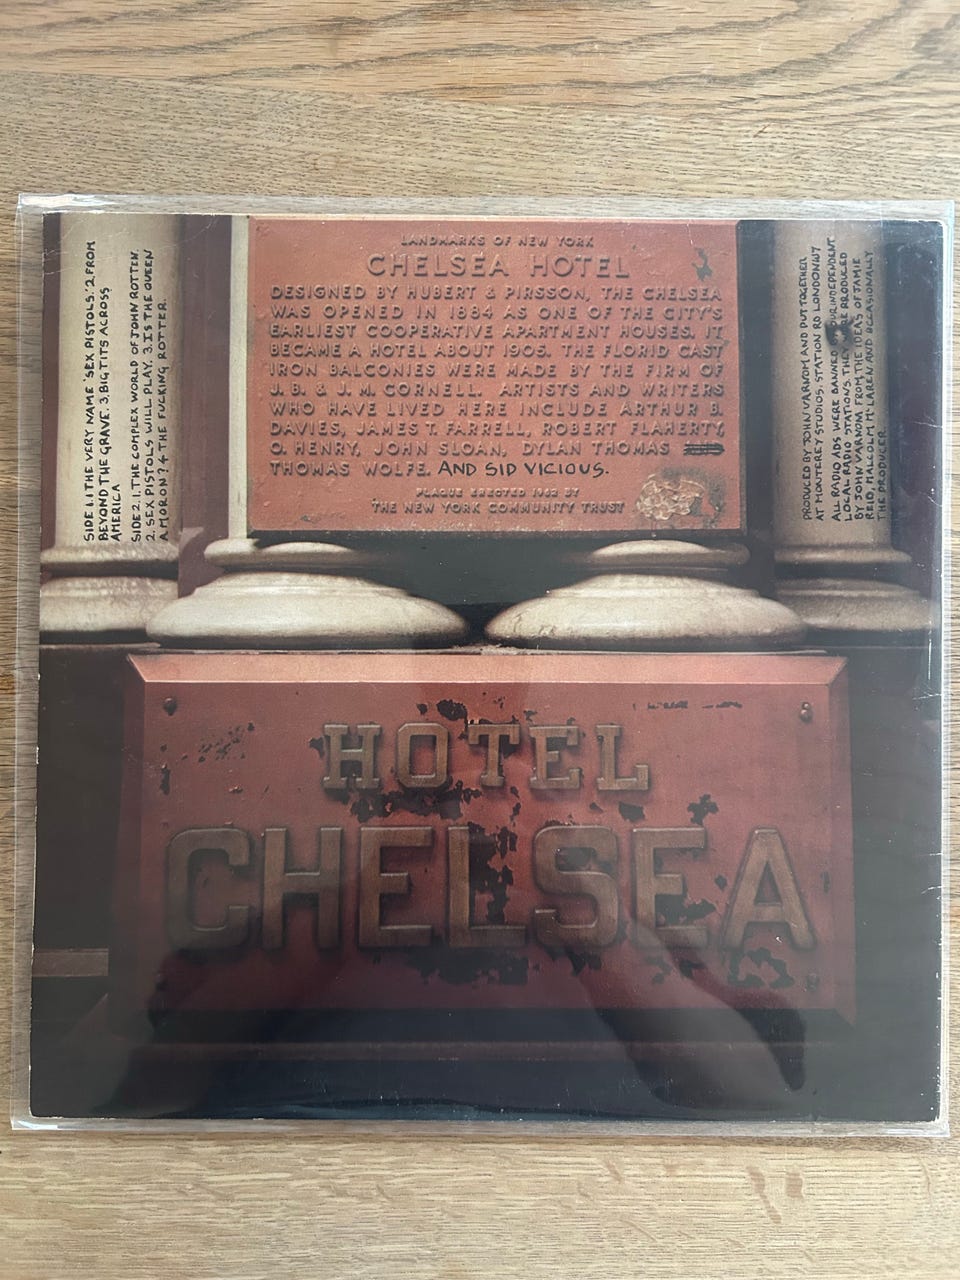 SIDE 1. 1 THE VERY NAME 'SEX PISTOLS.' 2. FROM
BEYOND THE GRAVE. 3. BIG TITS ACROSS
AMERICA
SIDE 2. 1. THE COMPLEX WORLD OF JOHN ROTTEN.
2. SEX PISTOLS WILL PLAY. 3. IS THE QUEEN
A MORON? 4 THE FUCKING ROTTER.
LANDMARKS OF NEW YORK
CHELSEA HOTEL
DESIGNED BY HUBERT & PIRSSON, THE CHELSEA
WAS OPENED IN 1884 AS ONE OF THE CITY'S
EARLIEST COOPERATIVE APARTMENT HOUSES. IT
BECAME A HOTEL ABOUT 1905. THE FLORID CAST
IRON BALCONIES WERE MADE BY THE FIRM OF
J. B. & J. M. CORNELL. ARTISTS AND WRITERS
WHO HAVE LIVED HERE INCLUDE ARTHUR B.
DAVIES, JAMES T. FARRELL, ROBERT FLAHERTY,
O. HENRY, JOHN SLOAN, DYLAN THOMAS
THOMAS WOLFE. AND SID VICIOUS.
PLAQUE ERECTED 1962 BY
THE NEW YORK COMMUNITY TRUST
PRODUCED BY JOHN VARNOM AND PUT TOGETHER
AT MONTEREY STUDIOS, STATION RD LONDON
ALL RADIO ADS WERE BANNED BY OUR INDEPENDENT
LOCAL RADIO STATIONS. THEY WERE PRODUCED
BY JOHN VARNOM FROM THE IDEAS OF JAMIE
REID, MALCOLM McLAREN AND OCCASIONALLY
THE PRODUCER
HOTEL
CHELSEA